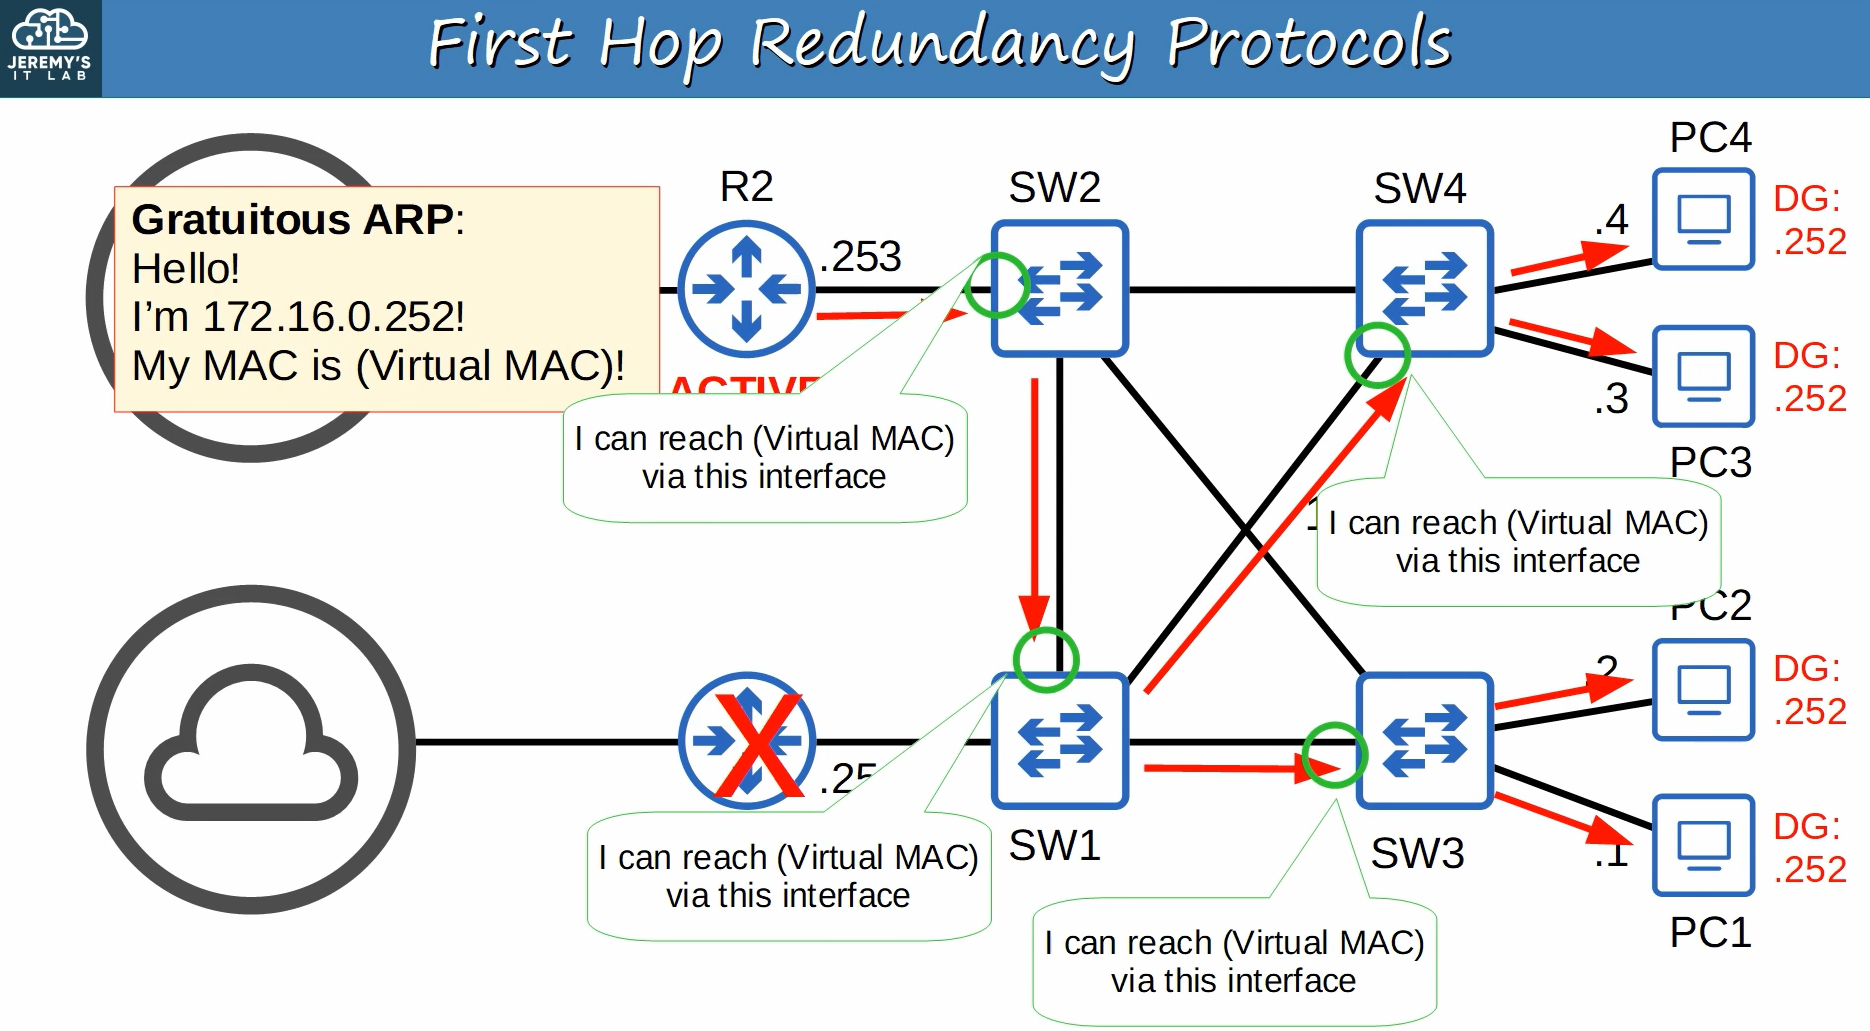 JEREMY'S
IT LAB
First Hop Redundancy Protocols
Gratuitous ARP:
Hello!
I'm 172.16.0.252!
My MAC is (Virtual MAC)!
R2
.253
ACTIVE
SW2
SW4
PC4
.4
DG:
.252
.3
DG:
.252
PC3
I can reach (Virtual MAC)
via this interface
I can reach (Virtual MAC)
via this interface
PC2
.2
DG:
.252
.1
DG:
.252
PC1
SW1
SW3
I can reach (Virtual MAC)
via this interface
I can reach (Virtual MAC)
via this interface